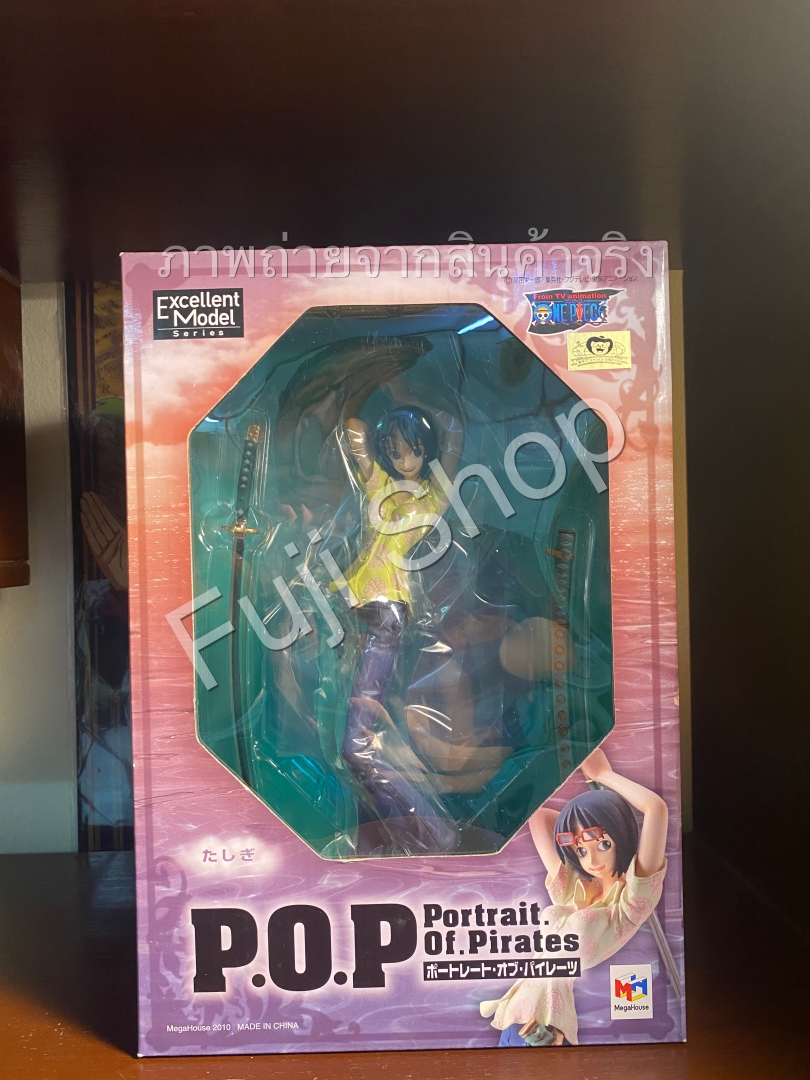 ภาพถ่ายจากสินค้าจริง
Excellent
Model
Series
From TV animation
ONE PIECE
Fuji Shop
たしぎ
P.O.P
Portrait.
Of.Pirates
ポートレート・オブ・パイレーツ
MegaHouse
MegaHouse 2010 MADE IN CHINA